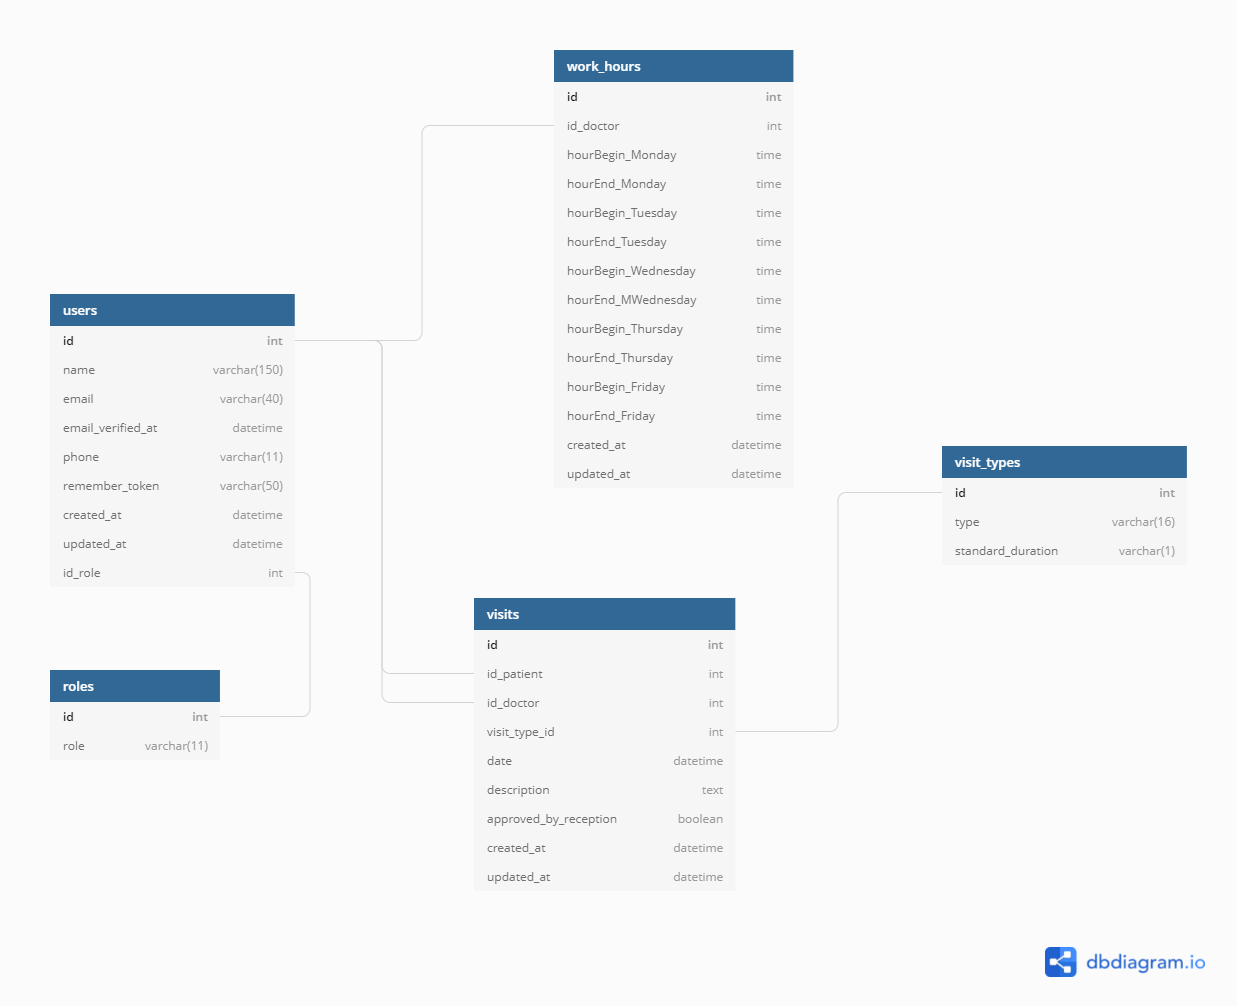 work_hours
id int
id_doctor int
hourBegin_Monday time
hourEnd_Monday time
hourBegin_Tuesday time
hourEnd_Tuesday time
hourBegin_Wednesday time
hourEnd_MWednesday time
hourBegin_Thursday time
hourEnd_Thursday time
hourBegin_Friday time
hourEnd_Friday time
created_at datetime
updated_at datetime
users
id int
name varchar(150)
email varchar(40)
email_verified_at datetime
phone varchar(11)
remember_token varchar(50)
created_at datetime
updated_at datetime
id_role int
visit_types
id int
type varchar(16)
standard_duration varchar(1)
visits
id int
id_patient int
id_doctor int
visit_type_id int
date datetime
description text
approved_by_reception boolean
created_at datetime
updated_at datetime
roles
id int
role varchar(11)
dbdiagram.io